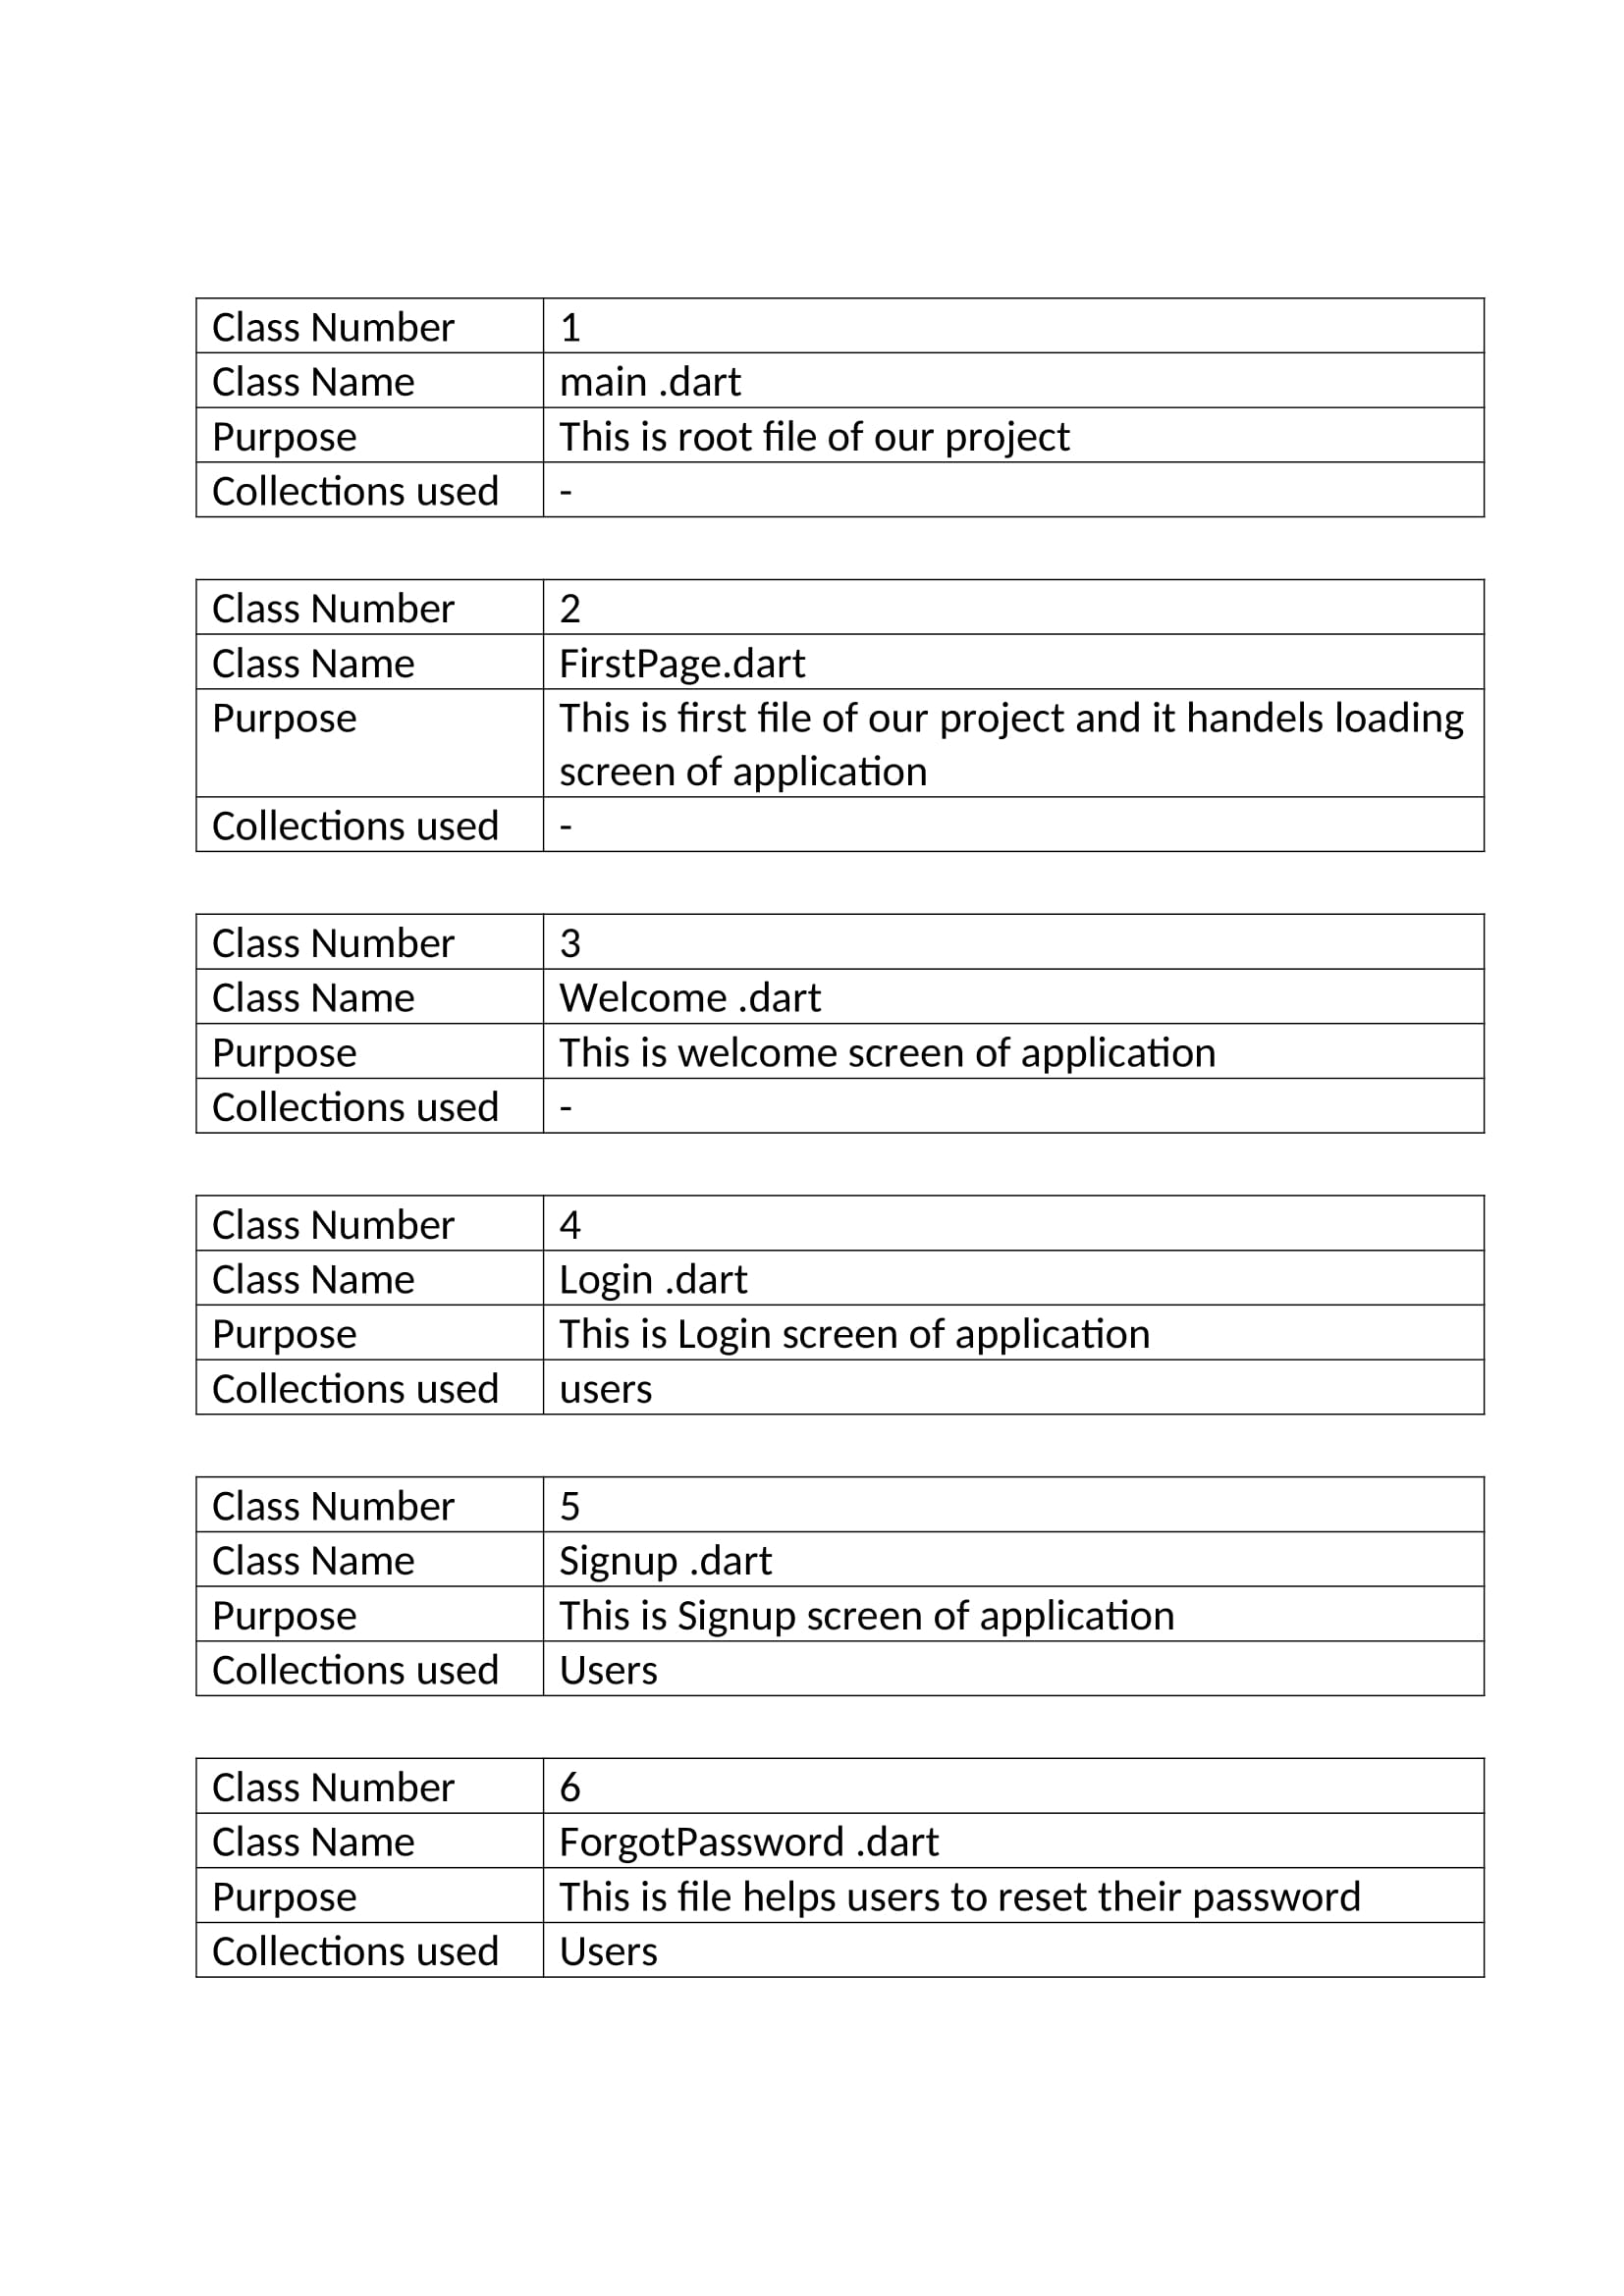 Class Number 1
Class Name main .dart
Purpose This is root file of our project
Collections used -
Class Number 2
Class Name FirstPage.dart
Purpose This is first file of our project and it handels loading
screen of application
Collections used -
Class Number 3
Class Name Welcome .dart
Purpose This is welcome screen of application
Collections used -
Class Number 4
Class Name Login .dart
Purpose This is Login screen of application
Collections used users
Class Number 5
Class Name Signup .dart
Purpose This is Signup screen of application
Collections used Users
Class Number 6
Class Name ForgotPassword .dart
Purpose This is file helps users to reset their password
Collections used Users